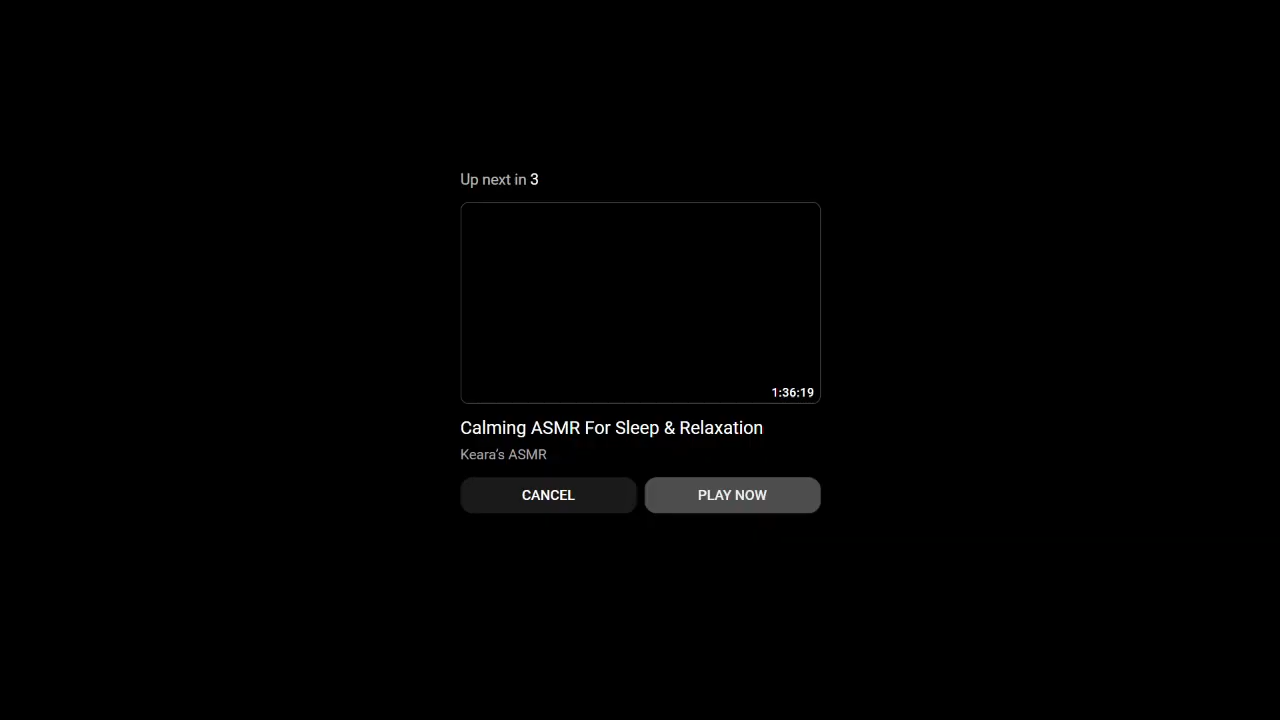 Up next in 3
1:36:19
Calming ASMR For Sleep & Relaxation
Keara’s ASMR
CANCEL
PLAY NOW